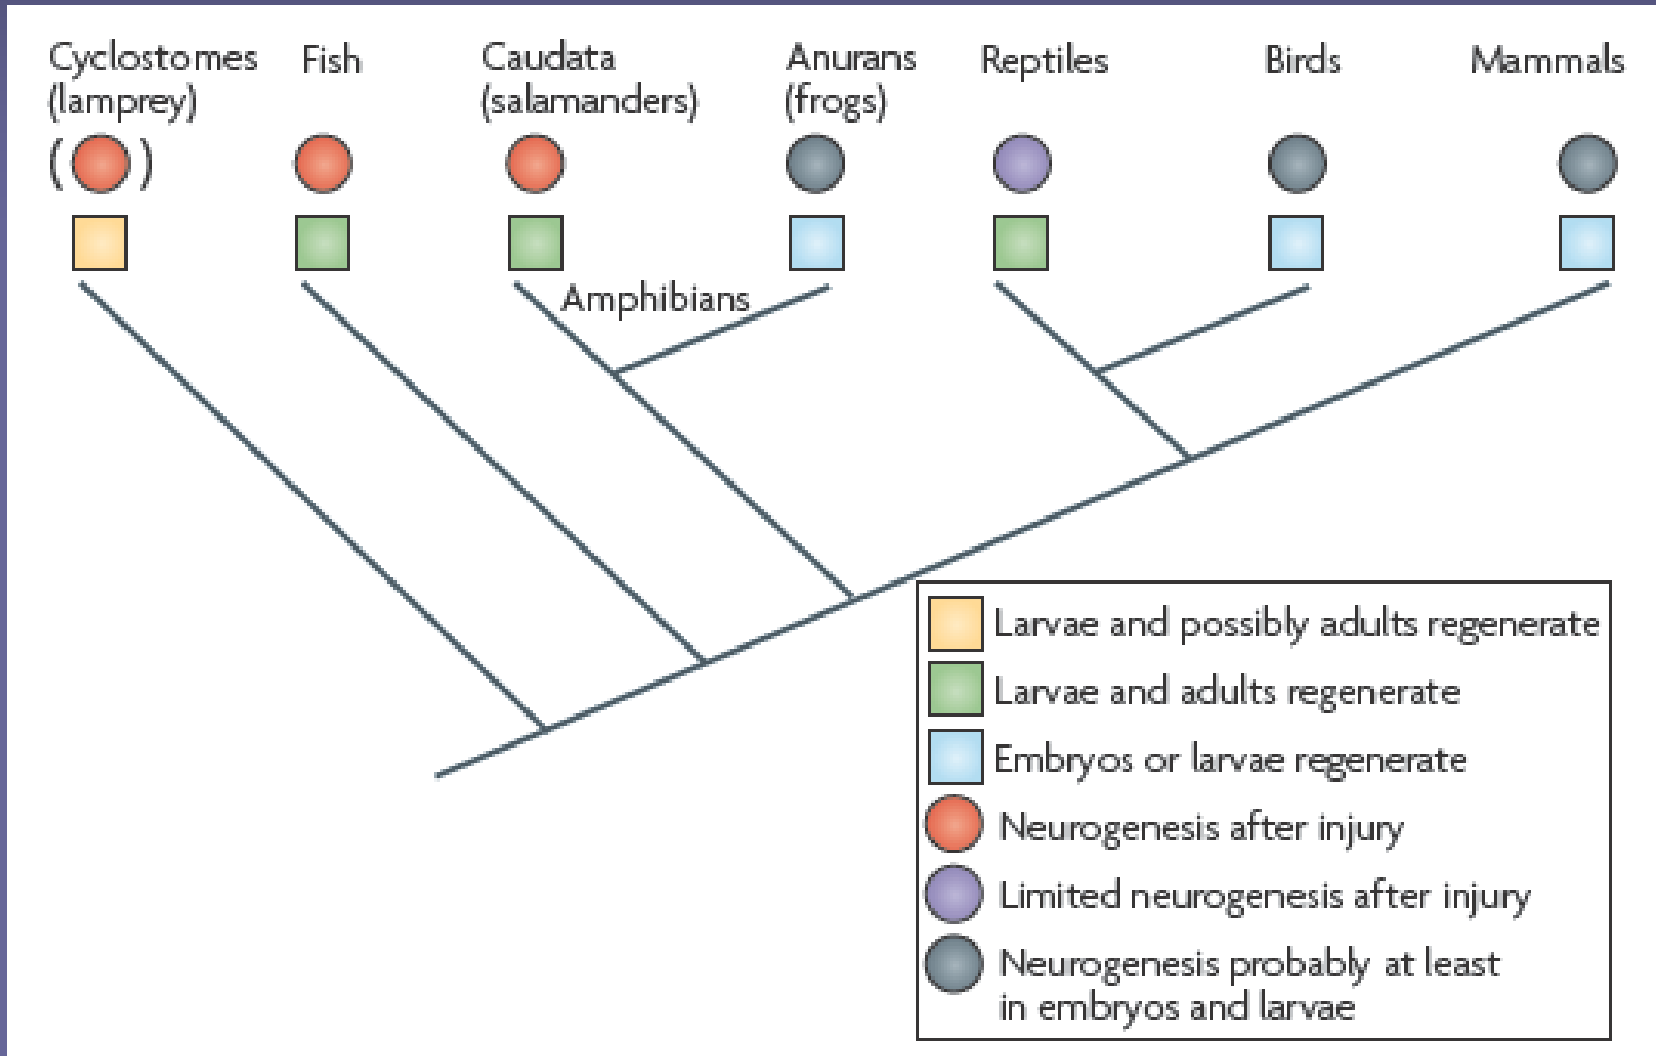 Cyclostomes
(lamprey)
Fish
Caudata
(salamanders)
Anurans
(frogs)
Reptiles
Birds
Mammals
( )
Amphibians
Larvae and possibly adults regenerate
Larvae and adults regenerate
Embryos or larvae regenerate
Neurogenesis after injury
Limited neurogenesis after injury
Neurogenesis probably at least
in embryos and larvae